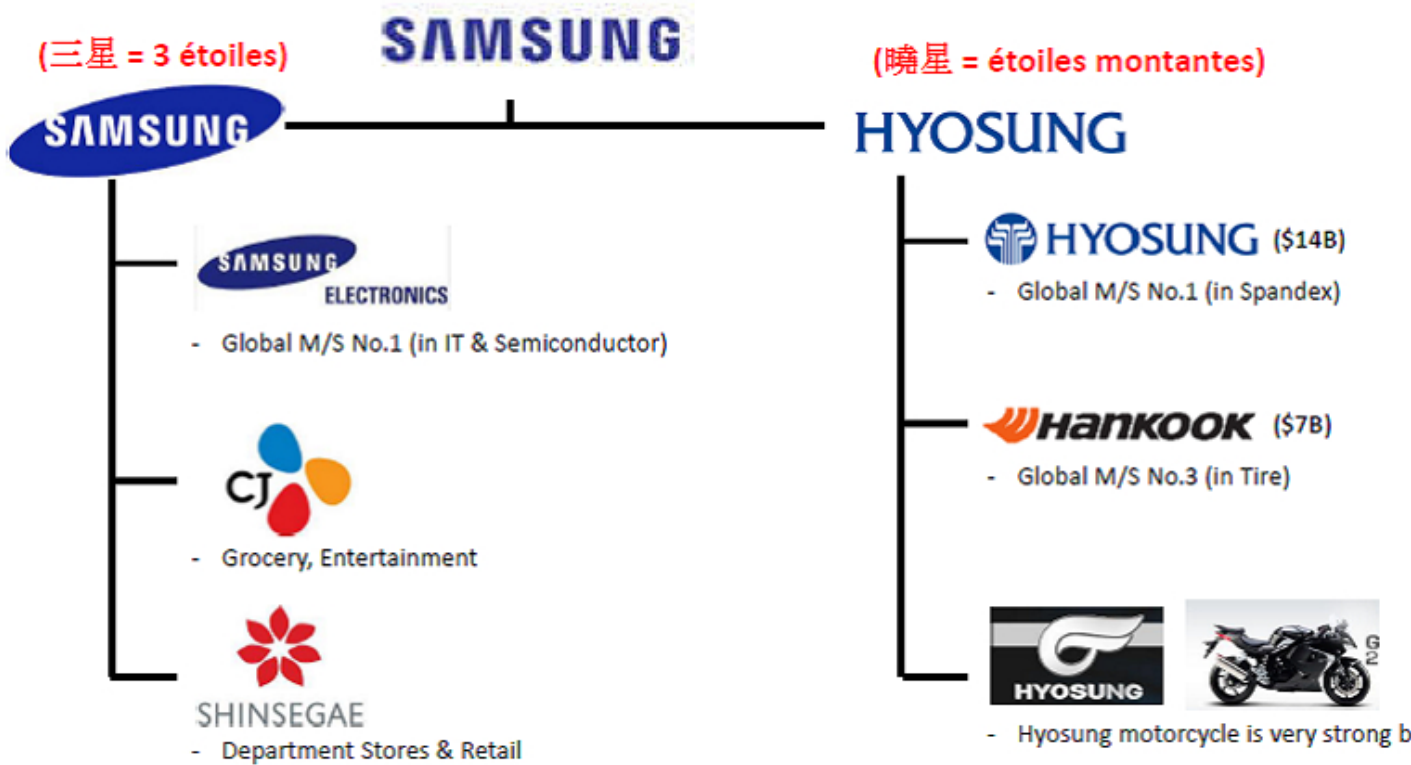 SAMSUNG
(三星 = 3 étoiles)
(曉星 = étoiles montantes)
SAMSUNG
HYOSUNG
SAMSUNG
ELECTRONICS
- Global M/S No.1 (in IT & Semiconductor)
CJ
- Grocery, Entertainment
SHINSEGAE
- Department Stores & Retail
HYOSUNG ($14B)
- Global M/S No.1 (in Spandex)
HANKOOK ($7B)
- Global M/S No.3 (in Tire)
HYOSUNG
G
2
- Hyosung motorcycle is very strong b